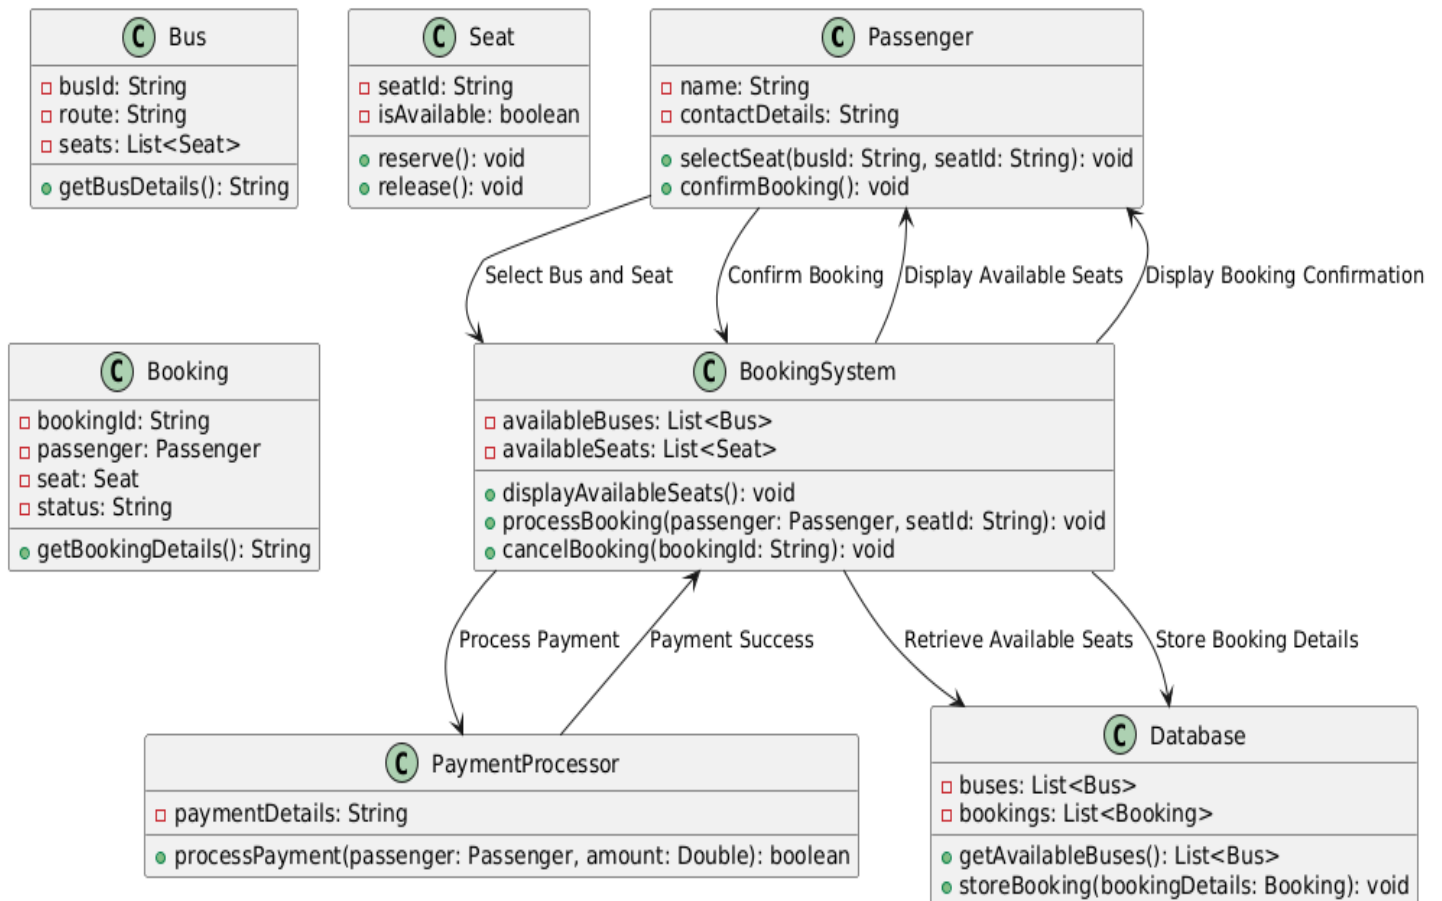 C Bus
busId: String
route: String
seats: List<Seat>
getBusDetails(): String
C Seat
seatId: String
isAvailable: boolean
reserve(): void
release(): void
C Passenger
name: String
contactDetails: String
selectSeat(busId: String, seatId: String): void
confirmBooking(): void
Select Bus and Seat
Confirm Booking
Display Available Seats
Display Booking Confirmation
C Booking
bookingId: String
passenger: Passenger
seat: Seat
status: String
getBookingDetails(): String
C BookingSystem
availableBuses: List<Bus>
availableSeats: List<Seat>
displayAvailableSeats(): void
processBooking(passenger: Passenger, seatId: String): void
cancelBooking(bookingId: String): void
Process Payment
Payment Success
Retrieve Available Seats
Store Booking Details
C PaymentProcessor
paymentDetails: String
processPayment(passenger: Passenger, amount: Double): boolean
C Database
buses: List<Bus>
bookings: List<Booking>
getAvailableBuses(): List<Bus>
storeBooking(bookingDetails: Booking): void